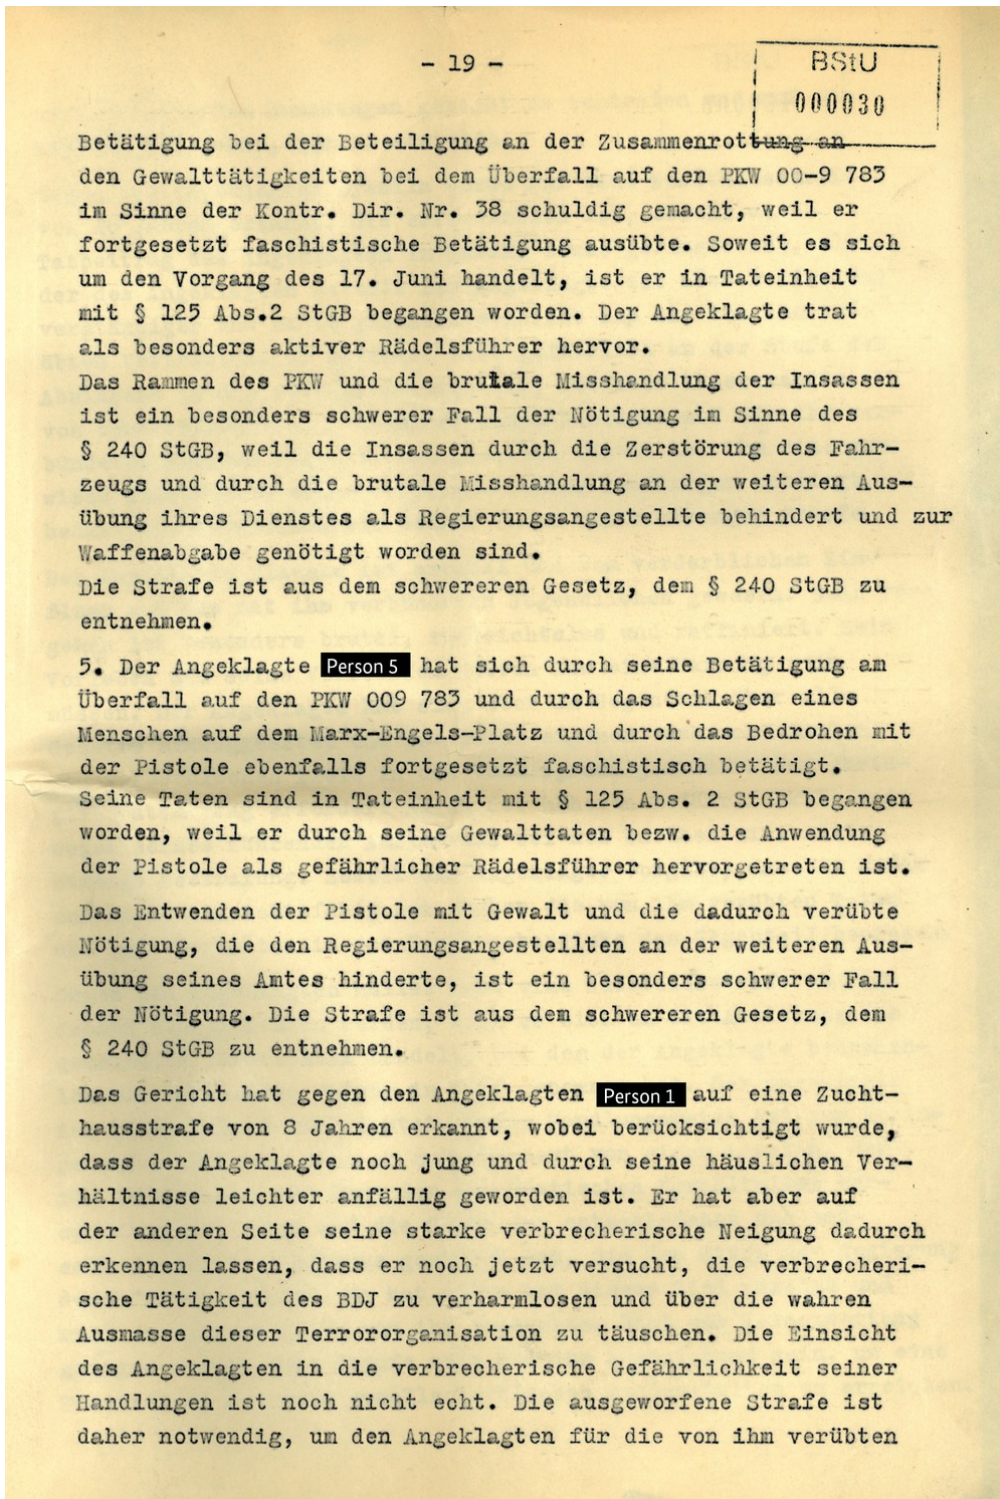 - 19 -
BStU
000030
Betätigung bei der Beteiligung an der Zusammenrottung an
den Gewalttätigkeiten bei dem Überfall auf den PKW 00-9 783
im Sinne der Kontr. Dir. Nr. 38 schuldig gemacht, weil er
fortgesetzt faschistische Betätigung ausübte. Soweit es sich
um den Vorgang des 17. Juni handelt, ist er in Tateinheit
mit § 125 Abs.2 StGB begangen worden. Der Angeklagte trat
als besonders aktiver Rädelsführer hervor.
Das Rammen des PKW und die brutale Misshandlung der Insassen
ist ein besonders schwerer Fall der Nötigung im Sinne des
§ 240 StGB, weil die Insassen durch die Zerstörung des Fahr-
zeugs und durch die brutale Misshandlung an der weiteren Aus-
übung ihres Dienstes als Regierungsangestellte behindert und zur
Waffenabgabe genötigt worden sind.
Die Strafe ist aus dem schwereren Gesetz, dem § 240 StGB zu
entnehmen.
5. Der Angeklagte Person 5 hat sich durch seine Betätigung am
Überfall auf den PKW 009 783 und durch das Schlagen eines
Menschen auf dem Marx-Engels-Platz und durch das Bedrohen mit
der Pistole ebenfalls fortgesetzt faschistisch betätigt.
Seine Taten sind in Tateinheit mit § 125 Abs. 2 StGB begangen
worden, weil er durch seine Gewalttaten bezw. die Anwendung
der Pistole als gefährlicher Rädelsführer hervorgetreten ist.
Das Entwenden der Pistole mit Gewalt und die dadurch verübte
Nötigung, die den Regierungsangestellten an der weiteren Aus-
übung seines Amtes hinderte, ist ein besonders schwerer Fall
der Nötigung. Die Strafe ist aus dem schwereren Gesetz, dem
§ 240 StGB zu entnehmen.
Das Gericht hat gegen den Angeklagten Person 1 auf eine Zucht-
hausstrafe von 8 Jahren erkannt, wobei berücksichtigt wurde,
dass der Angeklagte noch jung und durch seine häuslichen Ver-
hältnisse leichter anfällig geworden ist. Er hat aber auf
der anderen Seite seine starke verbrecherische Neigung dadurch
erkennen lassen, dass er noch jetzt versucht, die verbrecheri-
sche Tätigkeit des BDJ zu verharmlosen und über die wahren
Ausmasse dieser Terrororganisation zu täuschen. Die Einsicht
des Angeklagten in die verbrecherische Gefährlichkeit seiner
Handlungen ist noch nicht echt. Die ausgeworfene Strafe ist
daher notwendig, um den Angeklagten für die von ihm verübten